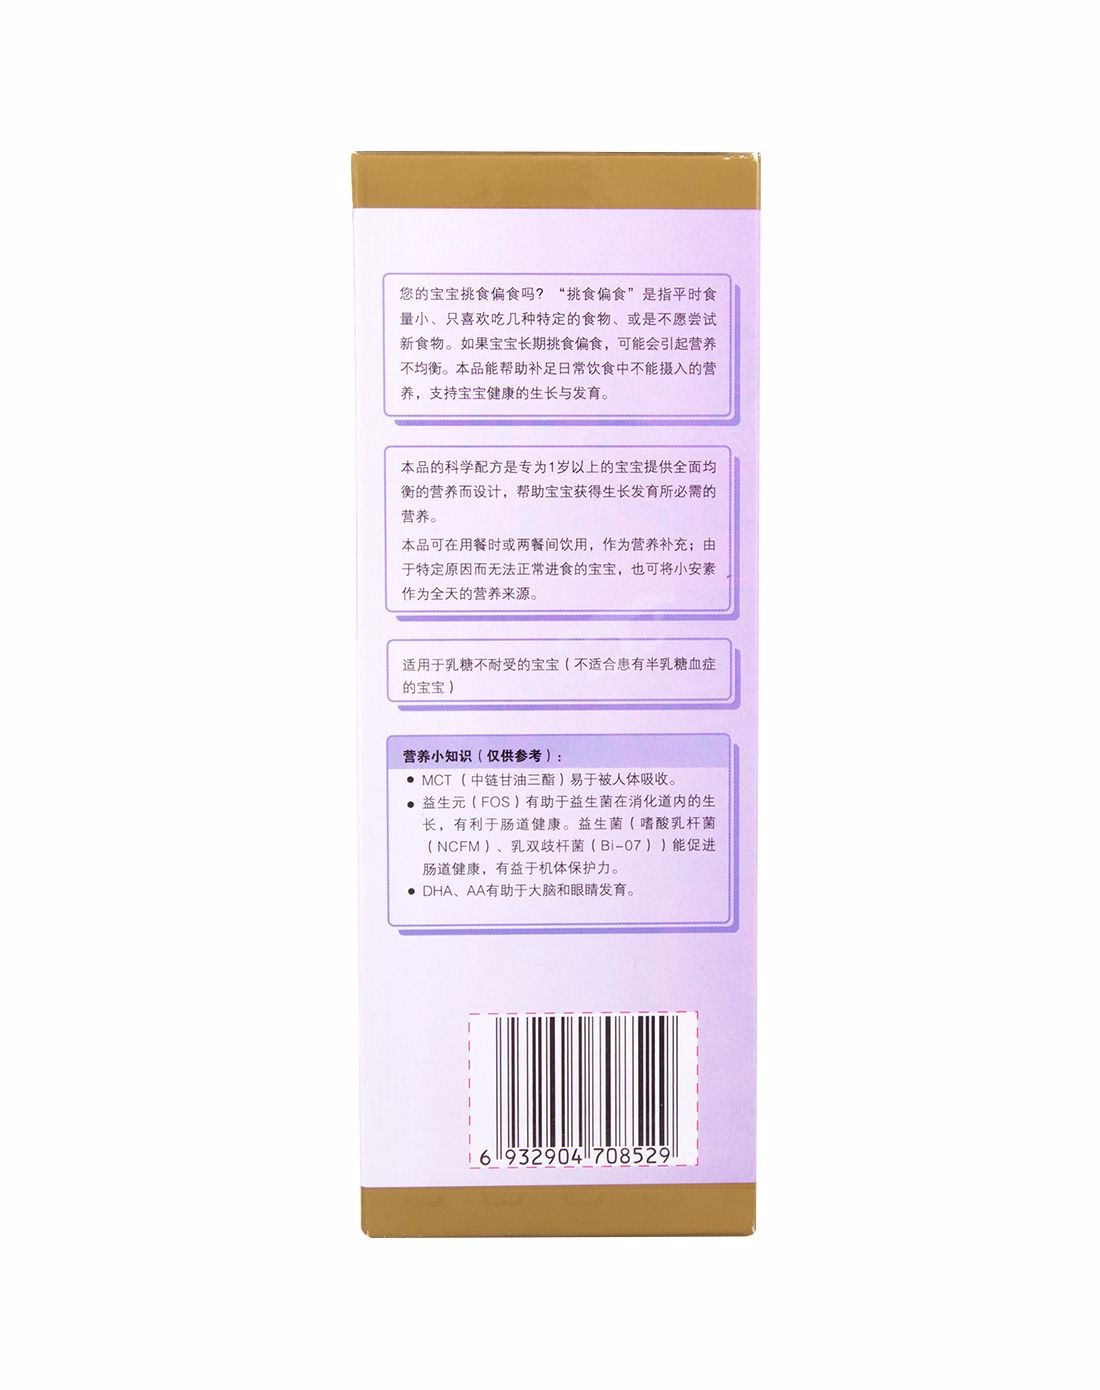 您的宝宝挑食偏食吗？“挑食偏食”是指平时食
量小、只喜欢吃几种特定的食物、或是不愿尝试
新食物。如果宝宝长期挑食偏食，可能会引起营养
不均衡。本品能帮助补足日常饮食中不能摄入的营
养，支持宝宝健康的生长与发育。
本品的科学配方是专为1岁以上的宝宝提供全面均
衡的营养而设计，帮助宝宝获得生长发育所必需的
营养。
本品可在用餐时或两餐间饮用，作为营养补充；由
于特定原因而无法正常进食的宝宝，也可将小安素
作为全天的营养来源。
适用于乳糖不耐受的宝宝（不适合患有半乳糖血症
的宝宝）
营养小知识（仅供参考）:
● MCT（中链甘油三酯）易于被人体吸收。
● 益生元（FOS）有助于益生菌在消化道内的生
长，有利于肠道健康。益生菌（嗜酸乳杆菌
（NCFM）、乳双歧杆菌（Bi-07））能促进
肠道健康，有益于机体保护力。
● DHA、AA有助于大脑和眼睛发育。
6 932904 708529